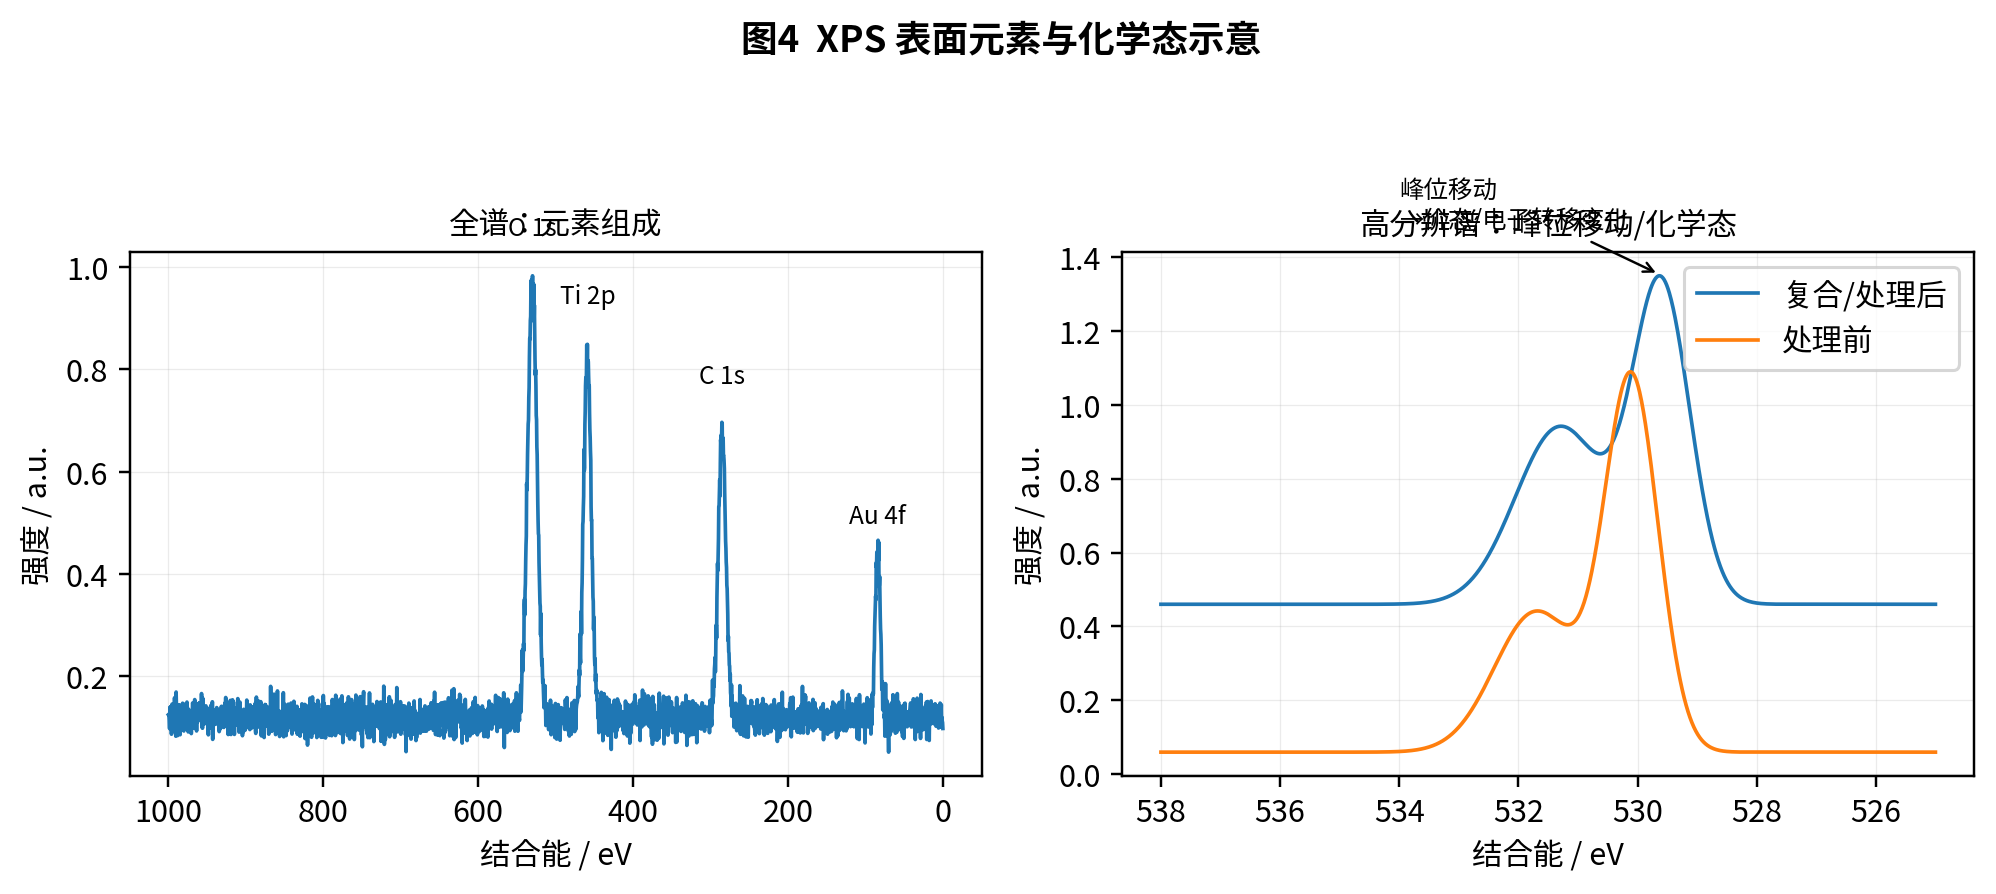 图4 XPS 表面元素与化学态示意
全谱：元素组成
O 1s
Ti 2p
C 1s
Au 4f
1.0
0.8
0.6
0.4
0.2
强度 / a.u.
1000 800 600 400 200 0
结合能 / eV
峰位移动
高分辨谱：峰位移动/化学态
复合/处理后
处理前
1.4
1.2
1.0
0.8
0.6
0.4
0.2
0.0
强度 / a.u.
538 536 534 532 530 528 526
结合能 / eV